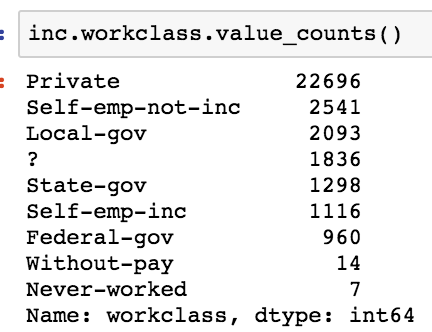 inc.workclass.value_counts()
Private 22696
Self-emp-not-inc 2541
Local-gov 2093
? 1836
State-gov 1298
Self-emp-inc 1116
Federal-gov 960
Without-pay 14
Never-worked 7
Name: workclass, dtype: int64